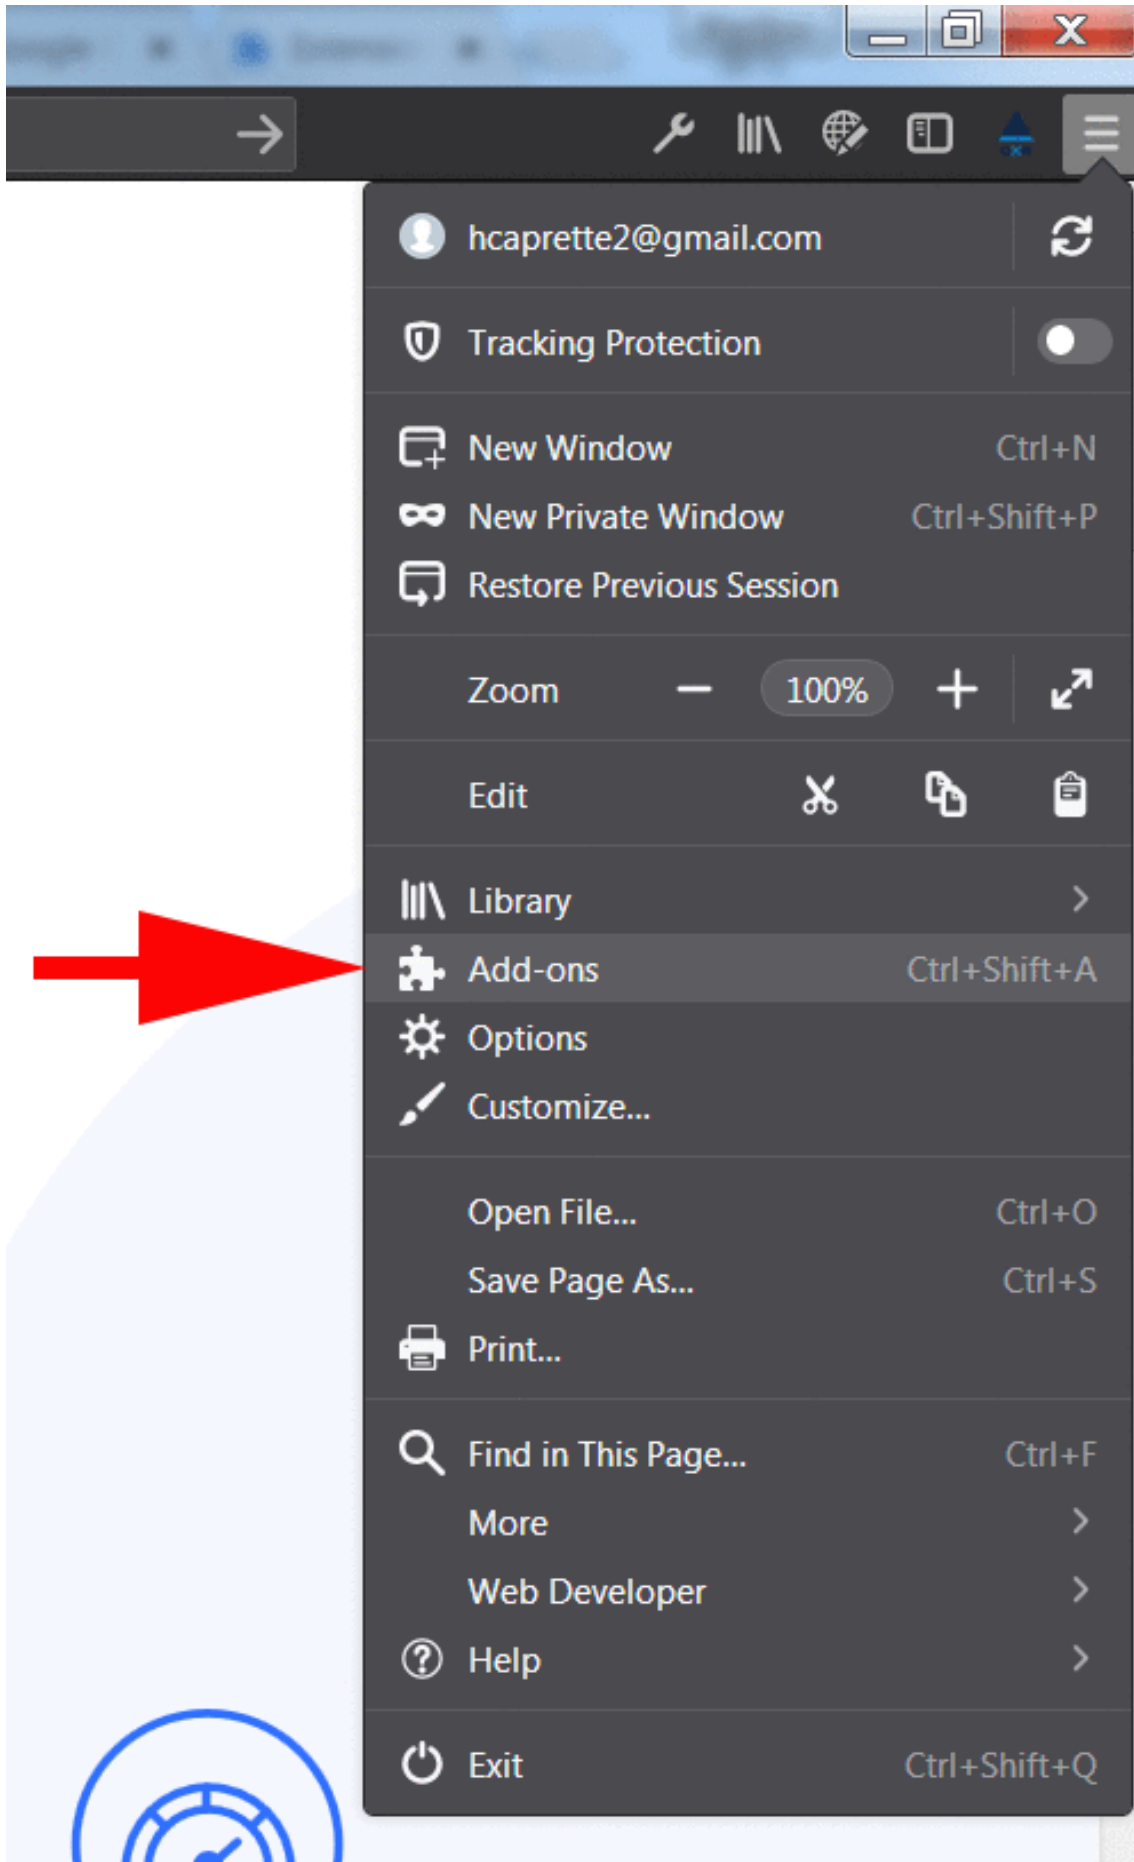 hcaprette2@gmail.com
Tracking Protection
New Window Ctrl+N
New Private Window Ctrl+Shift+P
Restore Previous Session
Zoom 100%
Edit
Library
Add-ons Ctrl+Shift+A
Options
Customize...
Open File... Ctrl+O
Save Page As... Ctrl+S
Print...
Find in This Page... Ctrl+F
More
Web Developer
Help
Exit Ctrl+Shift+Q